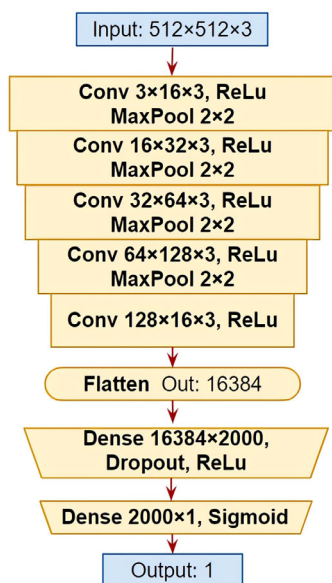 Input: 512×512×3
Conv 3×16×3, ReLu
MaxPool 2×2
Conv 16×32×3, ReLu
MaxPool 2×2
Conv 32×64×3, ReLu
MaxPool 2×2
Conv 64×128×3, ReLu
MaxPool 2×2
Conv 128×16×3, ReLu
Flatten Out: 16384
Dense 16384×2000,
Dropout, ReLu
Dense 2000×1, Sigmoid
Output: 1